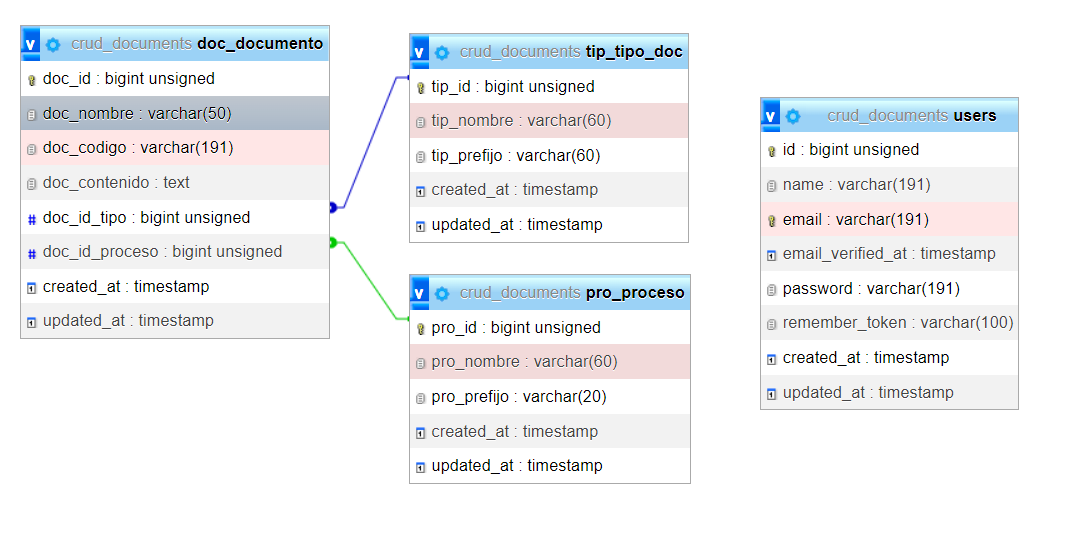 v crud_documents doc_documento
doc_id : bigint unsigned
doc_nombre : varchar(50)
doc_codigo : varchar(191)
doc_contenido : text
doc_id_tipo : bigint unsigned
doc_id_proceso : bigint unsigned
created_at : timestamp
updated_at : timestamp
v crud_documents tip_tipo_doc
tip_id : bigint unsigned
tip_nombre : varchar(60)
tip_prefijo : varchar(60)
created_at : timestamp
updated_at : timestamp
v crud_documents pro_proceso
pro_id : bigint unsigned
pro_nombre : varchar(60)
pro_prefijo : varchar(20)
created_at : timestamp
updated_at : timestamp
v crud_documents users
id : bigint unsigned
name : varchar(191)
email : varchar(191)
email_verified_at : timestamp
password : varchar(191)
remember_token : varchar(100)
created_at : timestamp
updated_at : timestamp